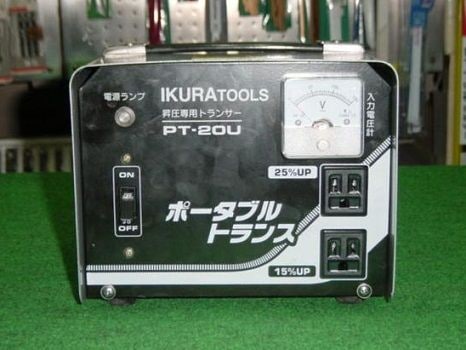 電源ランプ
IKURATOOLS
昇圧専用トランサー
PT-20U
V
入力電圧計
ON
OFF
25%UP
ポータブル
トランス
15%UP